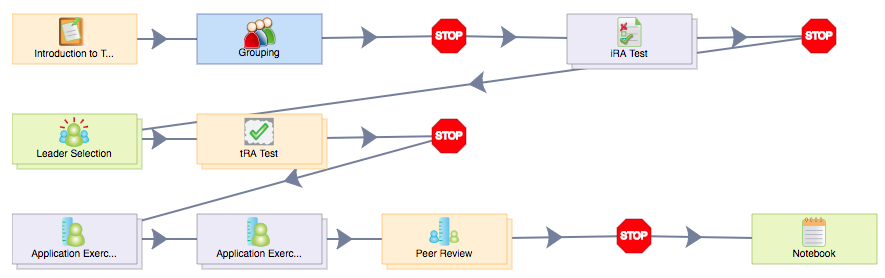 Introduction to T...
Grouping
STOP
iRA Test
STOP
Leader Selection
tRA Test
STOP
Application Exerc...
Application Exerc...
Peer Review
STOP
Notebook